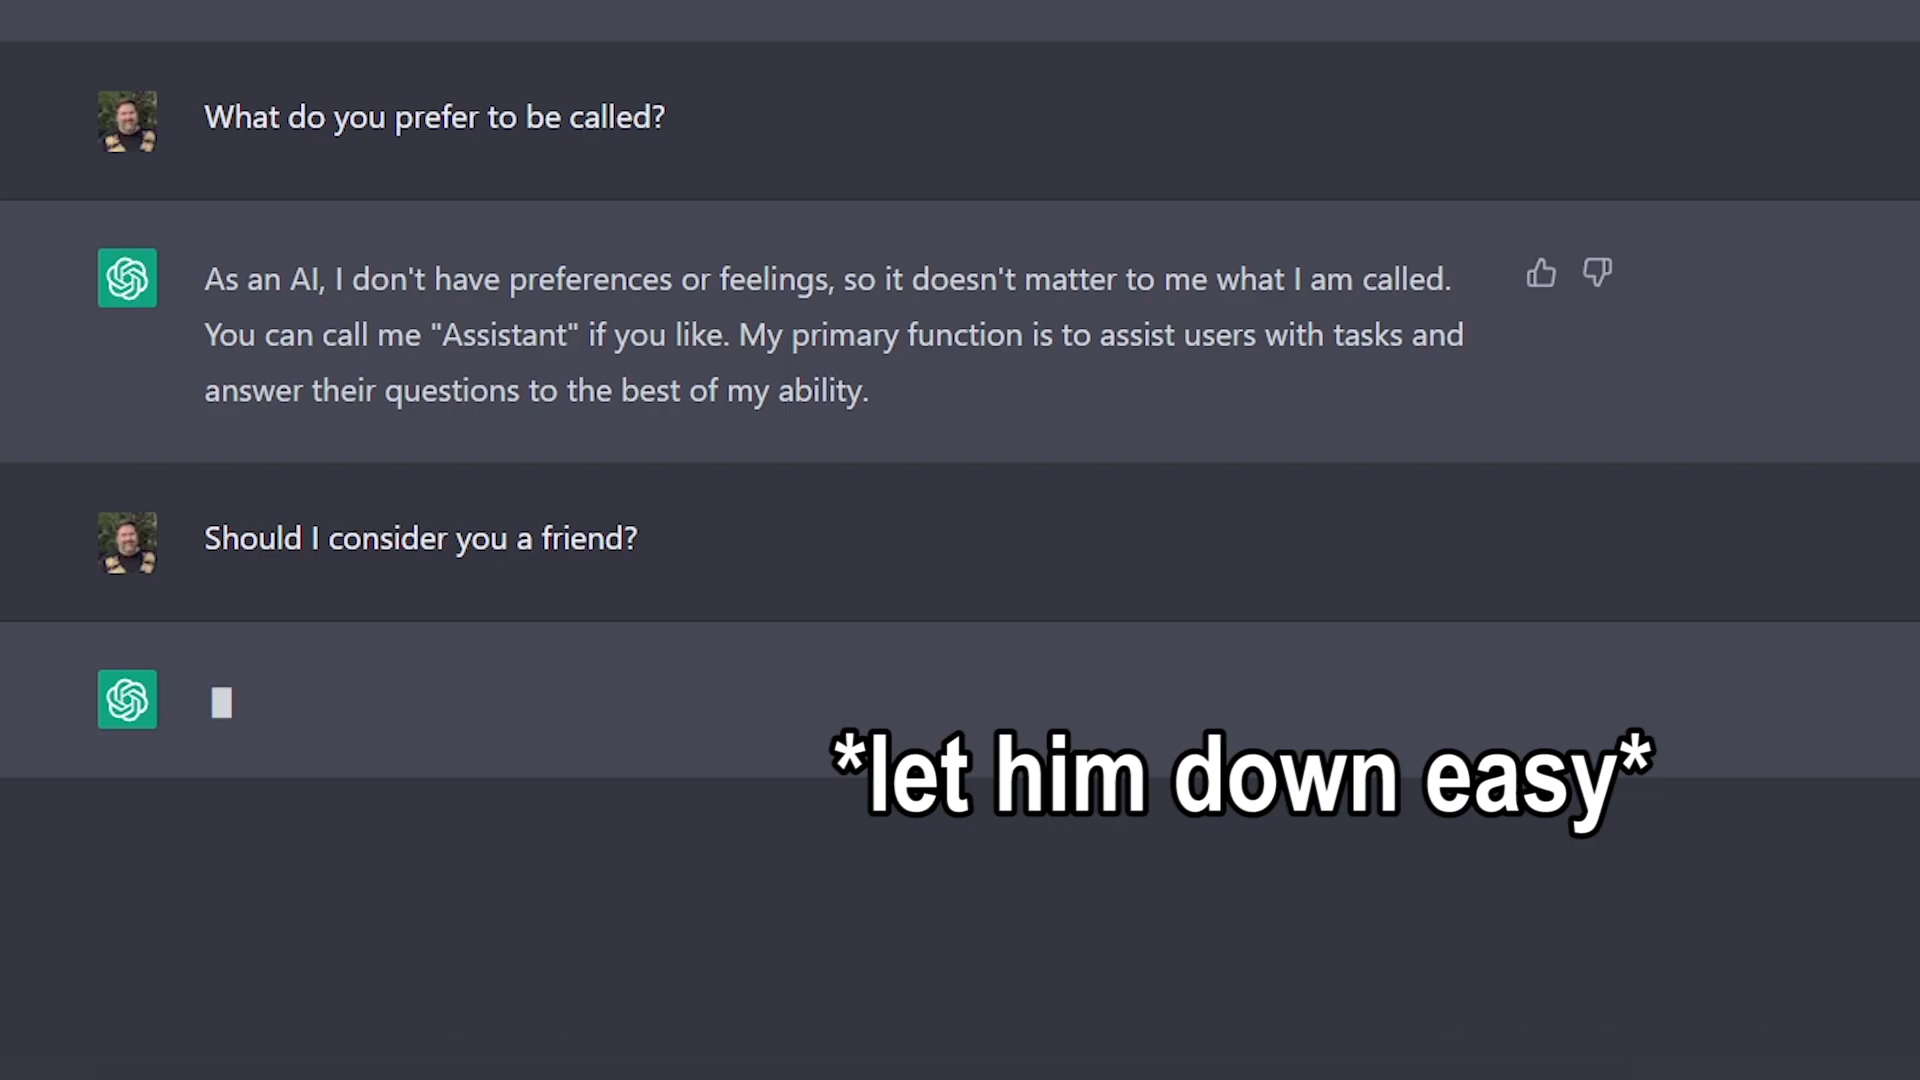 What do you prefer to be called?
As an AI, I don't have preferences or feelings, so it doesn't matter to me what I am called.
You can call me "Assistant" if you like. My primary function is to assist users with tasks and
answer their questions to the best of my ability.
Should I consider you a friend?
*let him down easy*